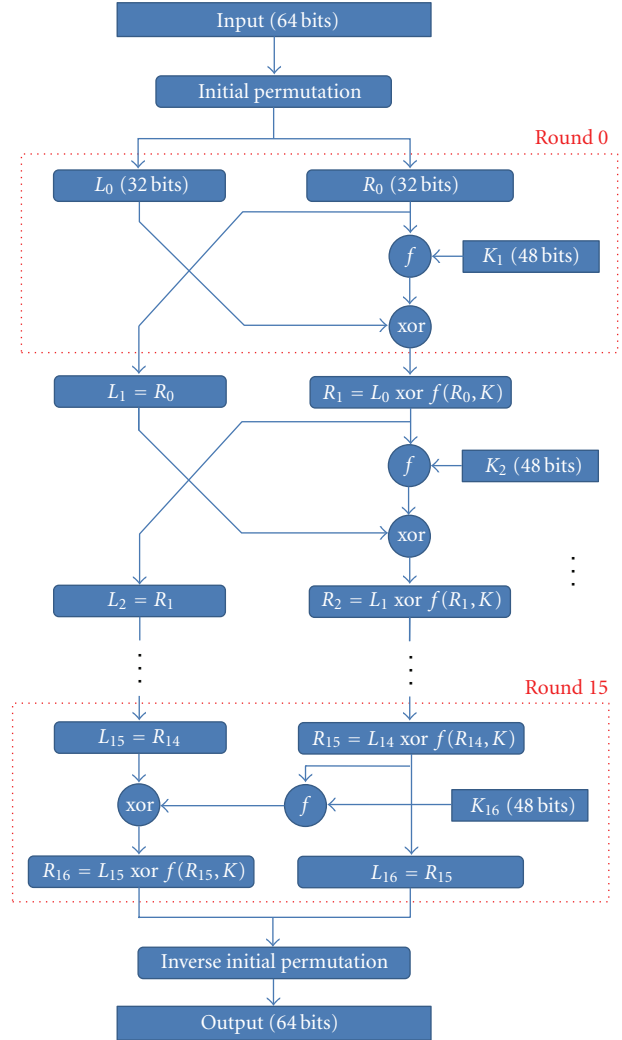 Input (64 bits)
Initial permutation
Round 0
L₀ (32 bits)
R₀ (32 bits)
f
K₁ (48 bits)
xor
L₁ = R₀
R₁ = L₀ xor f(R₀, K)
f
K₂ (48 bits)
xor
L₂ = R₁
R₂ = L₁ xor f(R₁, K)
Round 15
L₁₅ = R₁₄
R₁₅ = L₁₄ xor f(R₁₄, K)
xor
f
K₁₆ (48 bits)
R₁₆ = L₁₅ xor f(R₁₅, K)
L₁₆ = R₁₅
Inverse initial permutation
Output (64 bits)